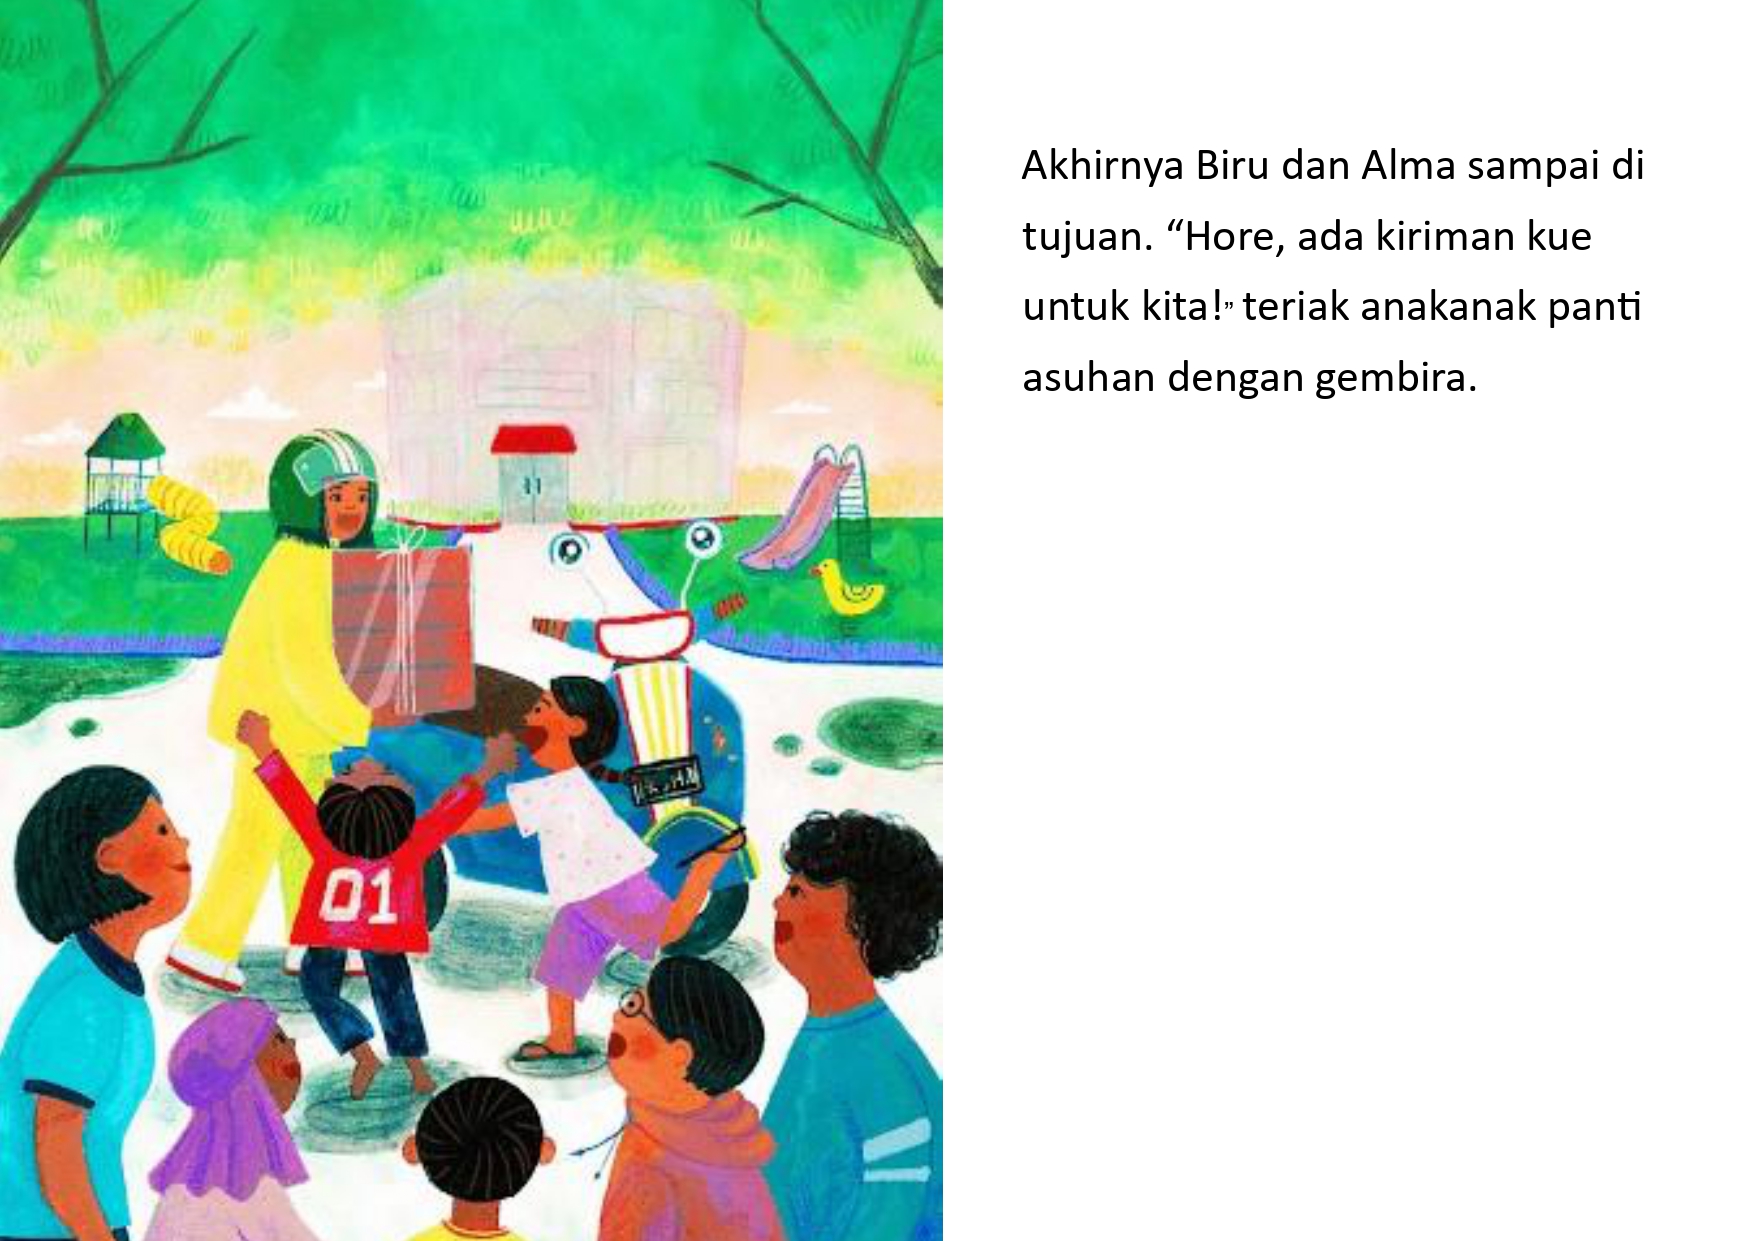 Akhirnya Biru dan Alma sampai di
tujuan. “Hore, ada kiriman kue
untuk kita!” teriak anakanak panti
asuhan dengan gembira.
01